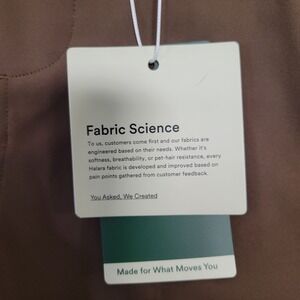 Fabric Science
To us, customers come first and our fabrics are
engineered based on their needs. Whether it's
softness, breathability, or pet-hair resistance, every
Halara fabric is developed and improved based on
pain points gathered from customer feedback.
You Asked, We Created
Made for What Moves You